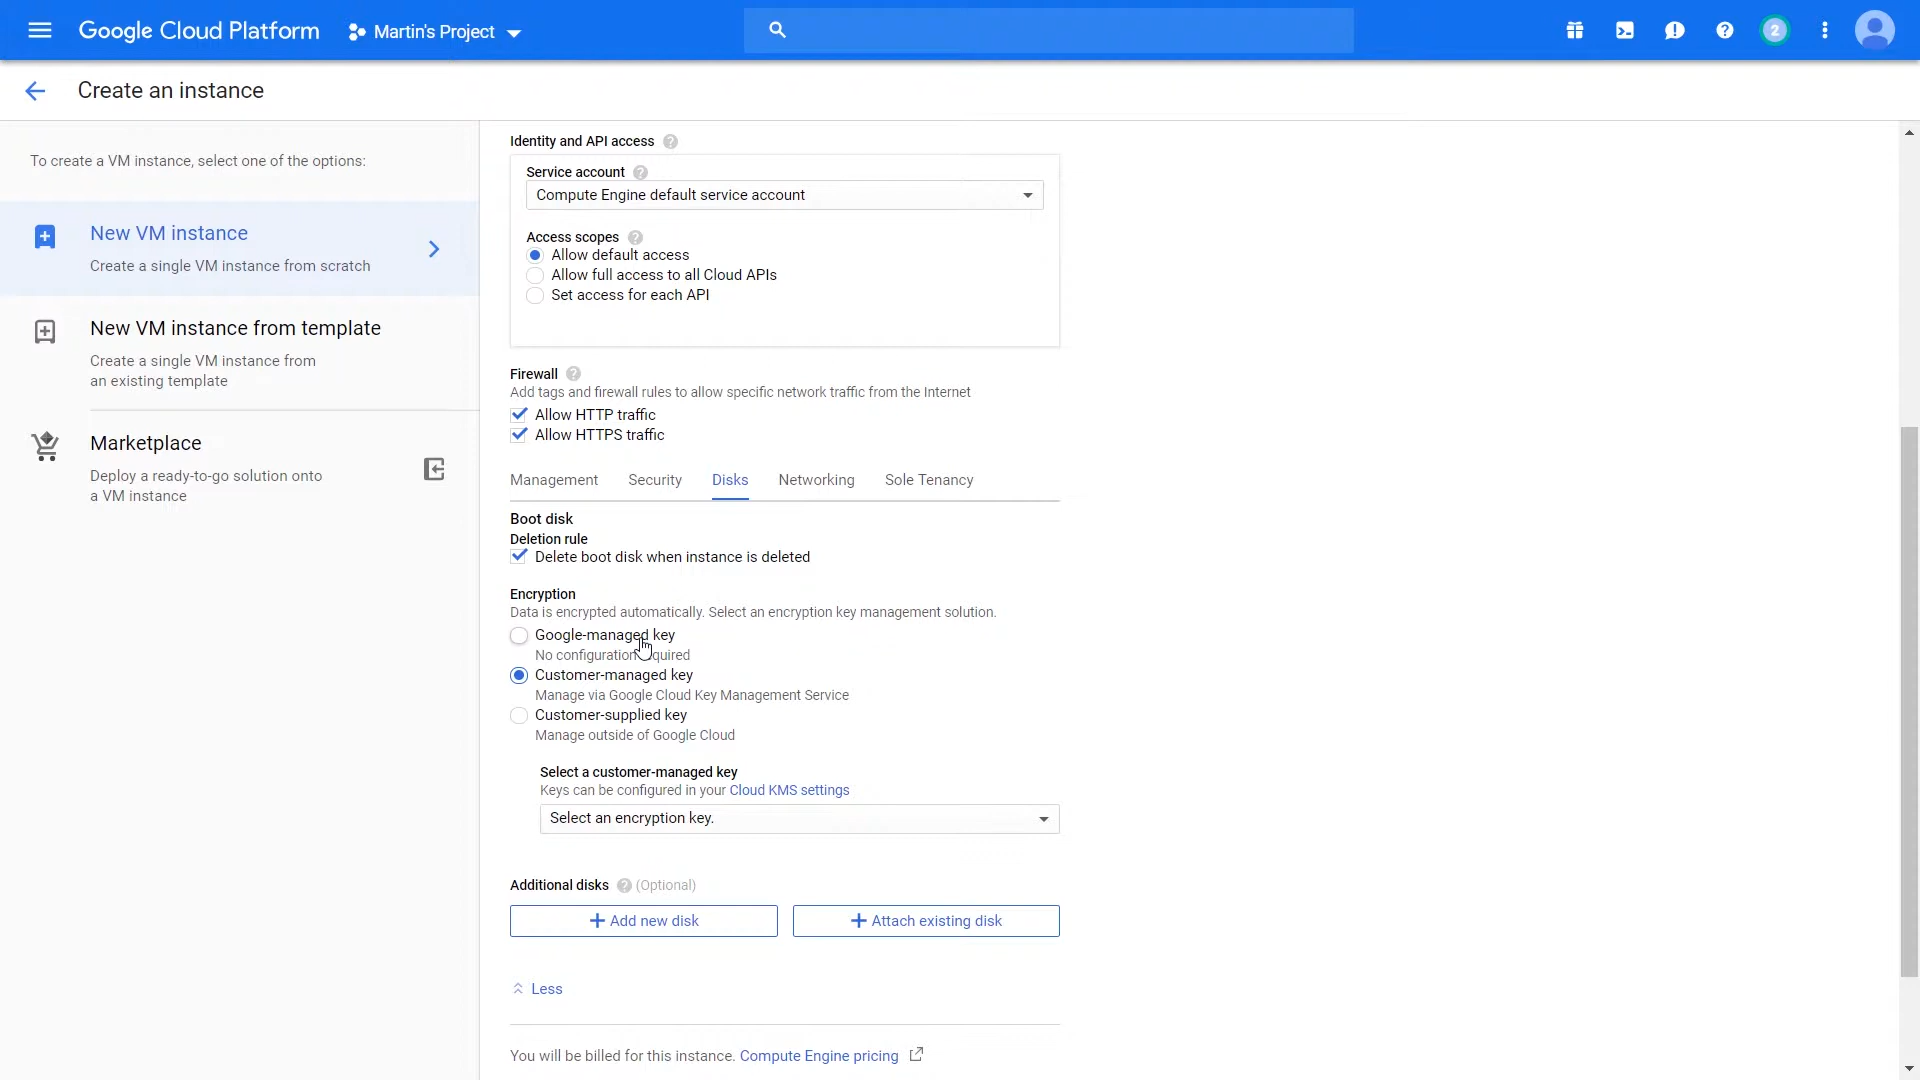 Google Cloud Platform
Martin's Project
2
Create an instance
To create a VM instance, select one of the options:
New VM instance
Create a single VM instance from scratch
New VM instance from template
Create a single VM instance from
an existing template
Marketplace
Deploy a ready-to-go solution onto
a VM instance
Identity and API access ?
Service account ?
Compute Engine default service account
Access scopes ?
Allow default access
Allow full access to all Cloud APIs
Set access for each API
Firewall ?
Add tags and firewall rules to allow specific network traffic from the Internet
Allow HTTP traffic
Allow HTTPS traffic
Management Security Disks Networking Sole Tenancy
Boot disk
Deletion rule
Delete boot disk when instance is deleted
Encryption
Data is encrypted automatically. Select an encryption key management solution.
Google-managed key
No configuration required
Customer-managed key
Manage via Google Cloud Key Management Service
Customer-supplied key
Manage outside of Google Cloud
Select a customer-managed key
Keys can be configured in your Cloud KMS settings
Select an encryption key.
Additional disks ? (Optional)
+ Add new disk
+ Attach existing disk
Less
You will be billed for this instance. Compute Engine pricing